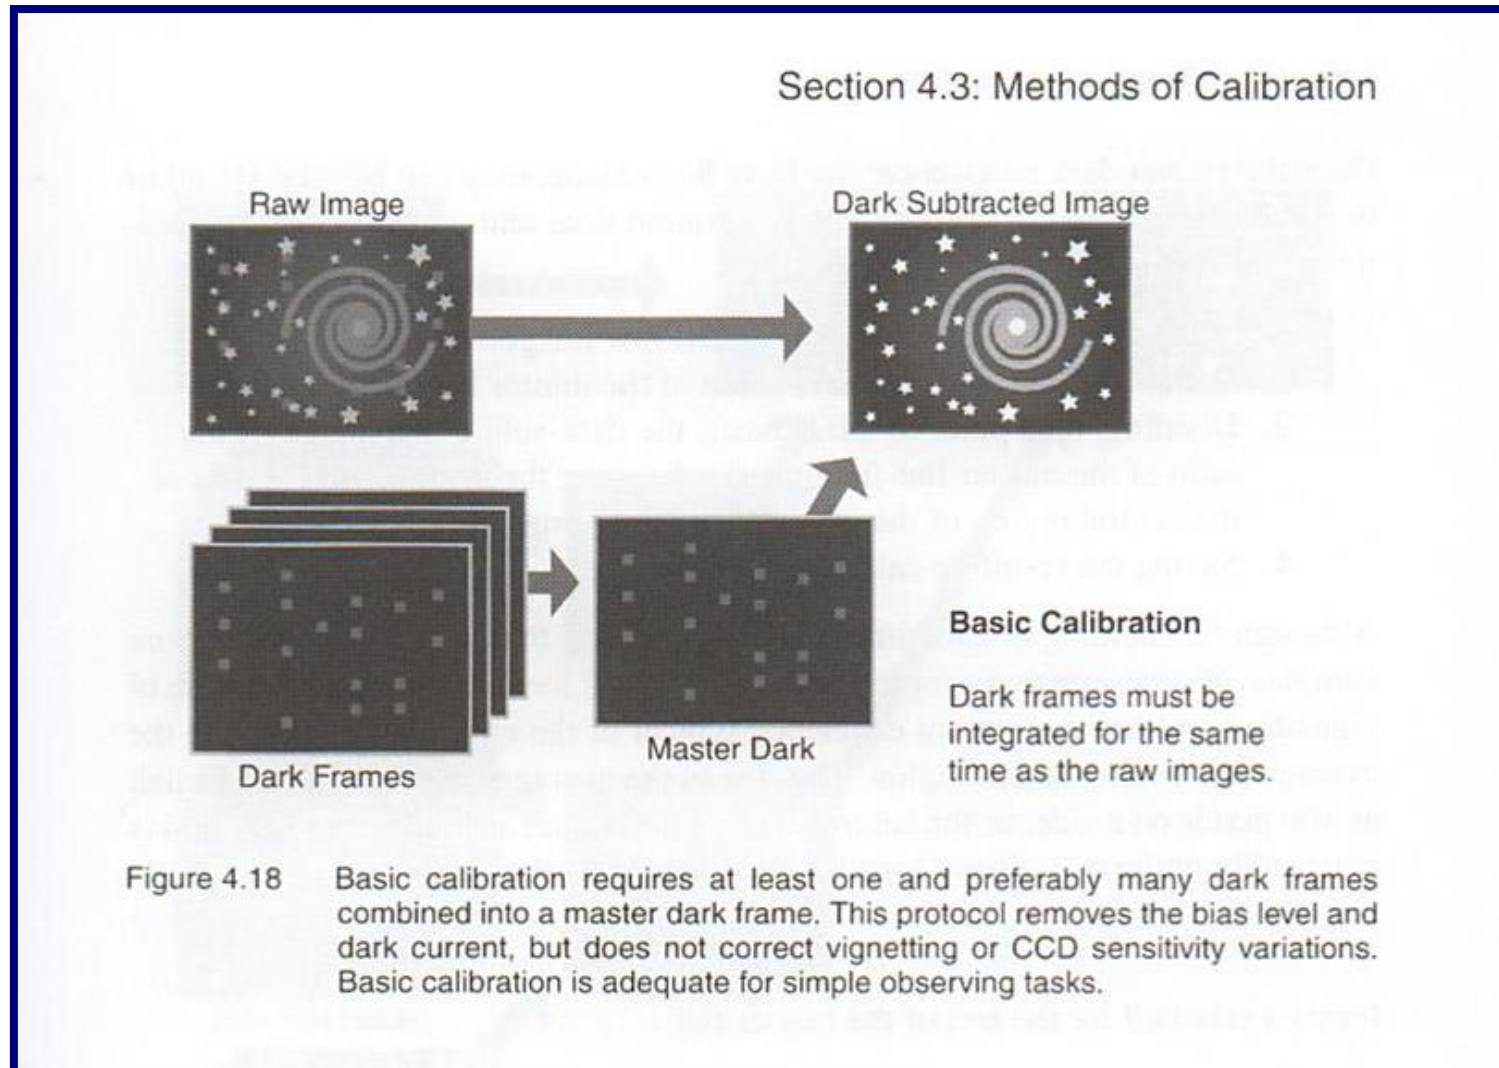 Section 4.3: Methods of Calibration
Raw Image
Dark Subtracted Image
Dark Frames
Master Dark
Basic Calibration
Dark frames must be
integrated for the same
time as the raw images.
Figure 4.18 Basic calibration requires at least one and preferably many dark frames
combined into a master dark frame. This protocol removes the bias level and
dark current, but does not correct vignetting or CCD sensitivity variations.
Basic calibration is adequate for simple observing tasks.